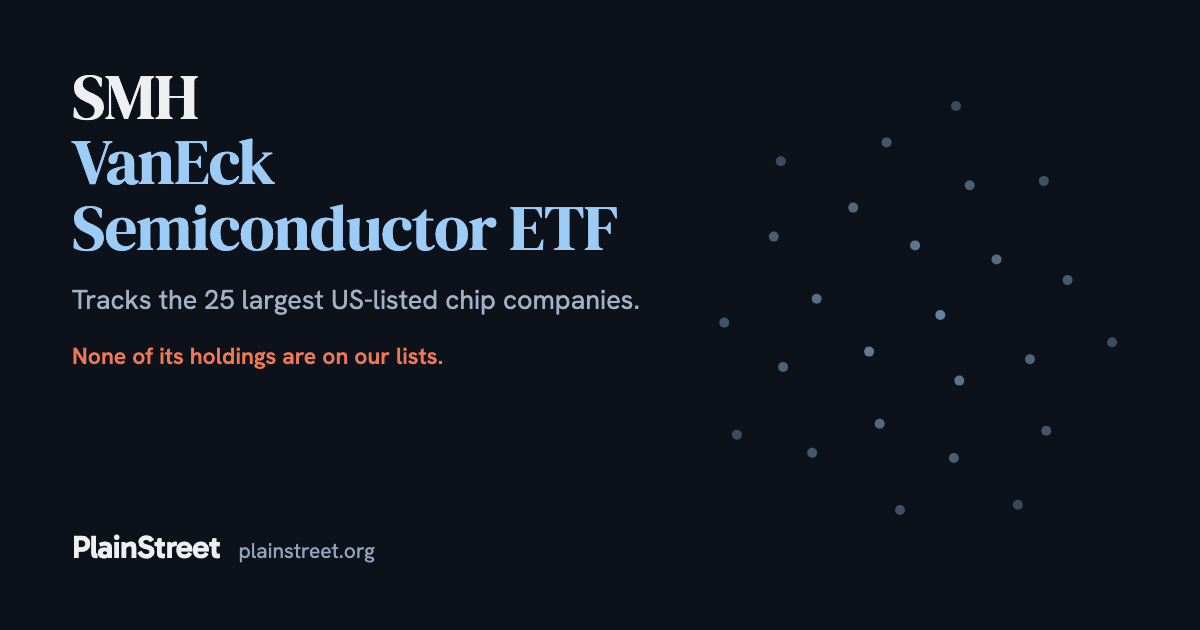 SMH
VanEck
Semiconductor ETF
Tracks the 25 largest US-listed chip companies.
None of its holdings are on our lists.
PlainStreet plainstreet.org